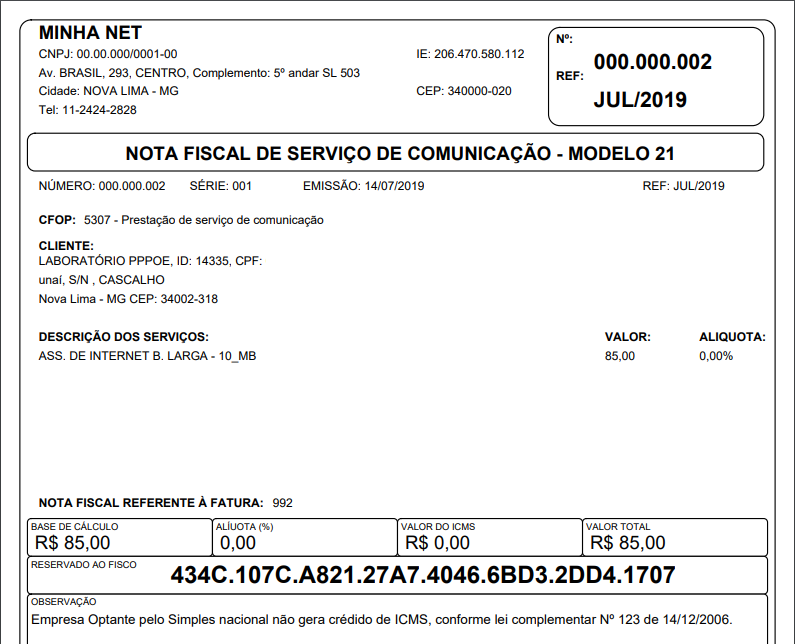 MINHA NET
CNPJ: 00.00.000/0001-00 IE: 206.470.580.112
Av. BRASIL, 293, CENTRO, Complemento: 5º andar SL 503
Cidade: NOVA LIMA - MG CEP: 340000-020
Tel: 11-2424-2828
Nº:
000.000.002
REF:
JUL/2019
NOTA FISCAL DE SERVIÇO DE COMUNICAÇÃO - MODELO 21
NÚMERO: 000.000.002 SÉRIE: 001 EMISSÃO: 14/07/2019 REF: JUL/2019
CFOP: 5307 - Prestação de serviço de comunicação
CLIENTE:
LABORATÓRIO PPPOE, ID: 14335, CPF:
unaí, S/N , CASCALHO
Nova Lima - MG CEP: 34002-318
DESCRIÇÃO DOS SERVIÇOS: VALOR: ALIQUOTA:
ASS. DE INTERNET B. LARGA - 10_MB 85,00 0,00%
NOTA FISCAL REFERENTE À FATURA: 992
BASE DE CÁLCULO ALÍUOTA (%) VALOR DO ICMS VALOR TOTAL
R$ 85,00 0,00 R$ 0,00 R$ 85,00
RESERVADO AO FISCO
434C.107C.A821.27A7.4046.6BD3.2DD4.1707
OBSERVAÇÃO
Empresa Optante pelo Simples nacional não gera crédito de ICMS, conforme lei complementar Nº 123 de 14/12/2006.